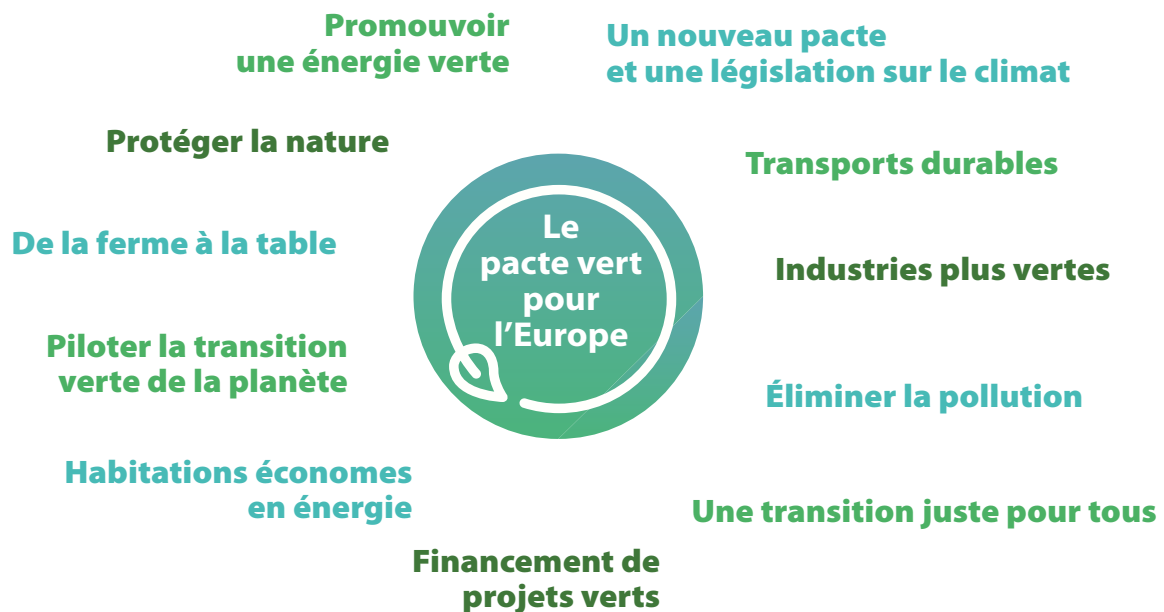 Promouvoir
une énergie verte
Un nouveau pacte
et une législation sur le climat
Protéger la nature
Transports durables
De la ferme à la table
Le
pacte vert
pour
l’Europe
Industries plus vertes
Piloter la transition
verte de la planète
Éliminer la pollution
Habitations économes
en énergie
Une transition juste pour tous
Financement de
projets verts